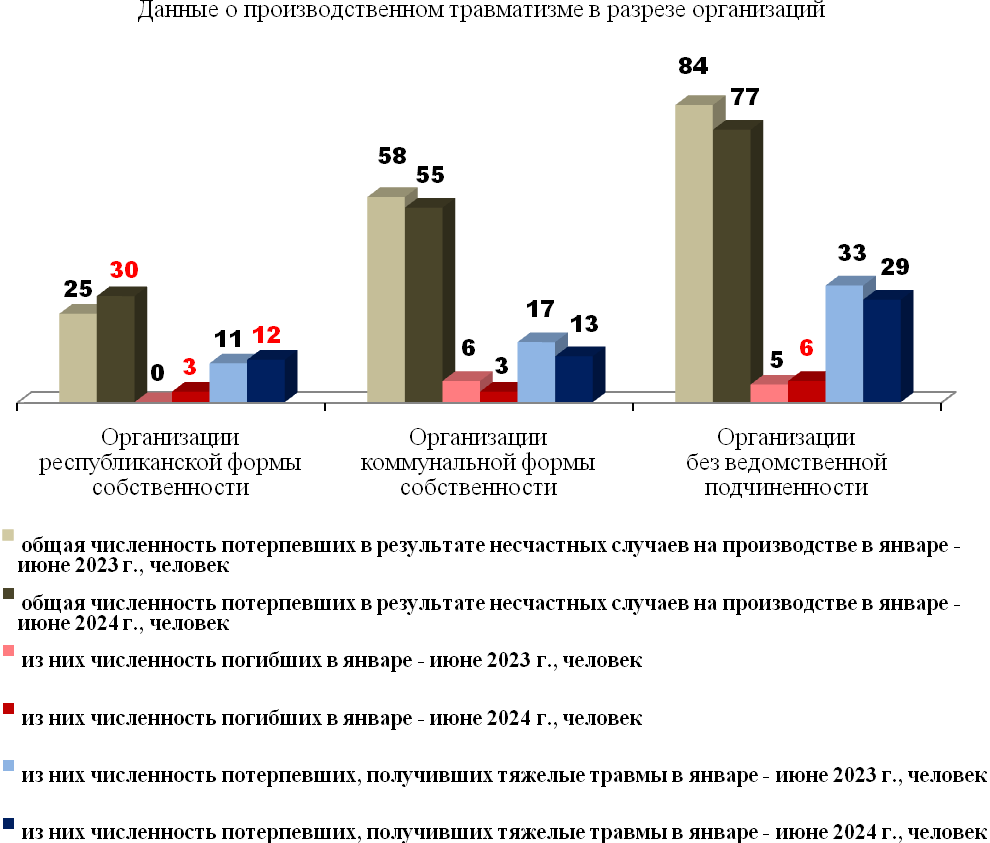 Данные о производственном травматизме в разрезе организаций
84
77
58
55
33
29
25
30
17
13
11
12
0
3
6
3
5
6
Организации
республиканской формы
собственности
Организации
коммунальной формы
собственности
Организации
без ведомственной
подчиненности
общая численность потерпевших в результате несчастных случаев на производстве в январе -
июне 2023 г., человек
общая численность потерпевших в результате несчастных случаев на производстве в январе -
июне 2024 г., человек
из них численность погибших в январе - июне 2023 г., человек
из них численность погибших в январе - июне 2024 г., человек
из них численность потерпевших, получивших тяжелые травмы в январе - июне 2023 г., человек
из них численность потерпевших, получивших тяжелые травмы в январе - июне 2024 г., человек